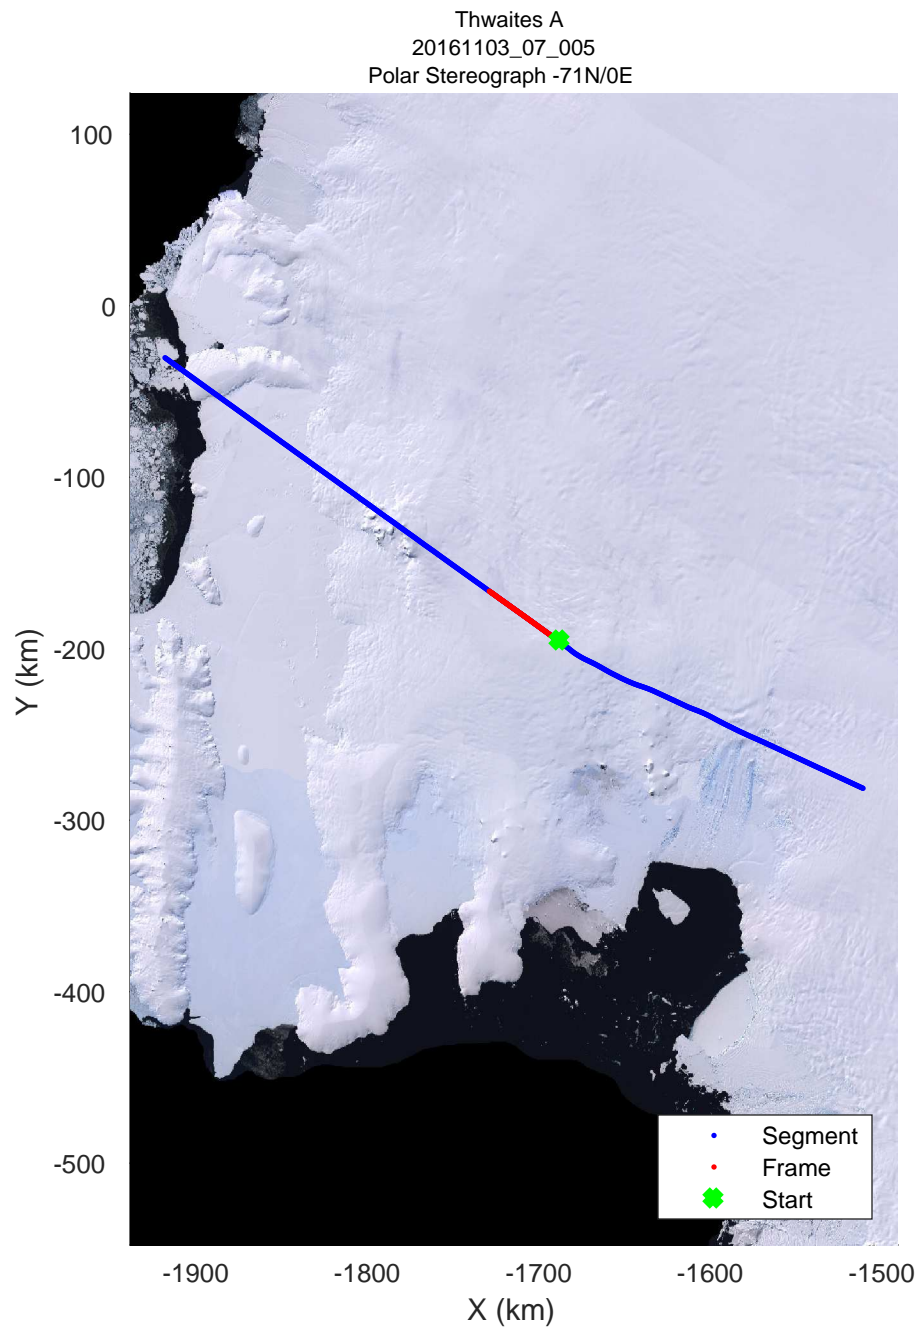 Thwaites A
20161103_07_005
Polar Stereograph -71N/0E
100
0
-100
-200
-300
-400
-500
Y (km)
Segment
Frame
Start
-1900
-1800
-1700
-1600
-1500
X (km)